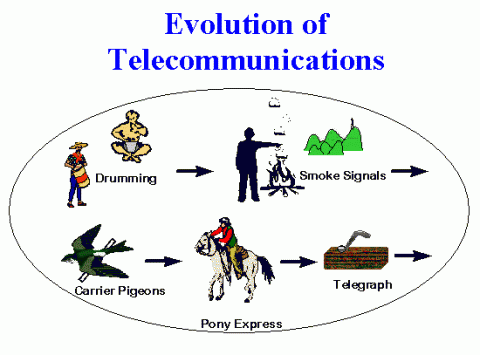 Evolution of
Telecommunications
Drumming
Smoke Signals
Carrier Pigeons
Pony Express
Telegraph